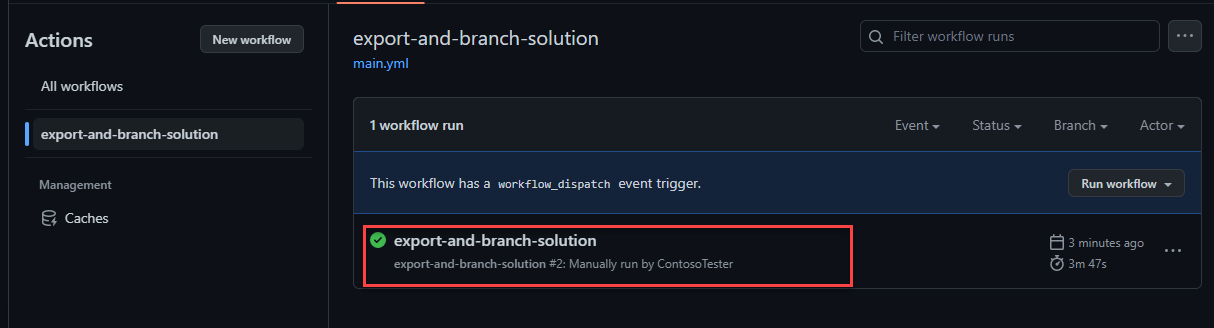 Actions
New workflow
All workflows
export-and-branch-solution
Management
Caches
export-and-branch-solution
main.yml
Filter workflow runs
1 workflow run
Event
Status
Branch
Actor
This workflow has a workflow_dispatch event trigger.
Run workflow
export-and-branch-solution
export-and-branch-solution #2: Manually run by ContosoTester
3 minutes ago
3m 47s